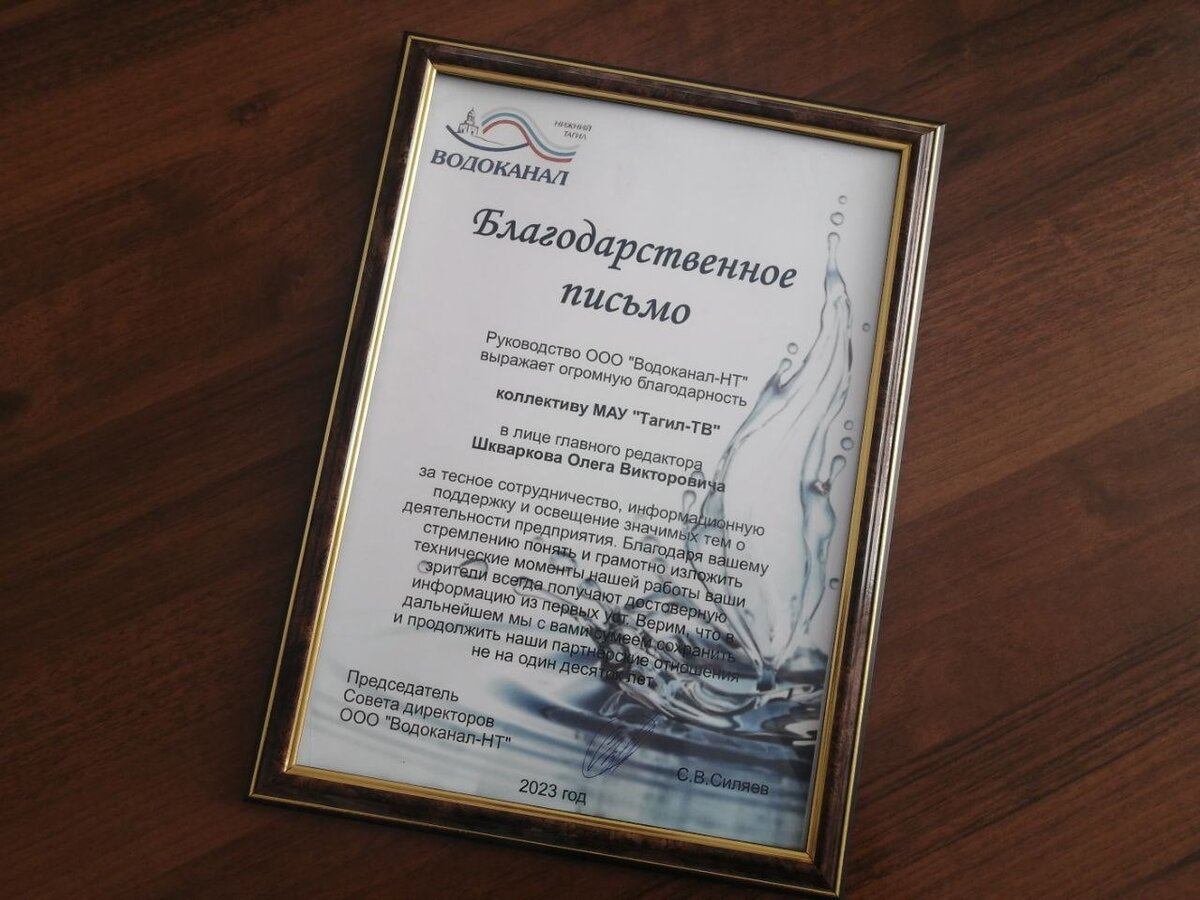 НИЖНИЙ
ТАГИЛ
ВОДОКАНАЛ
Благодарственное
письмо
Руководство ООО "Водоканал-НТ"
выражает огромную благодарность
коллективу МАУ "Тагил-ТВ"
в лице главного редактора
Шкваркова Олега Викторовича
за тесное сотрудничество, информационную
поддержку и освещение значимых тем о
деятельности предприятия. Благодаря вашему
стремлению понять и грамотно изложить
технические моменты нашей работы ваши
зрители всегда получают достоверную
информацию из первых уст. Верим, что в
дальнейшем мы с вами сумеем сохранить
и продолжить наши партнёрские отношения
не на один десяток лет.
Председатель
Совета директоров
ООО "Водоканал-НТ"
С.В.Силяев
2023 год